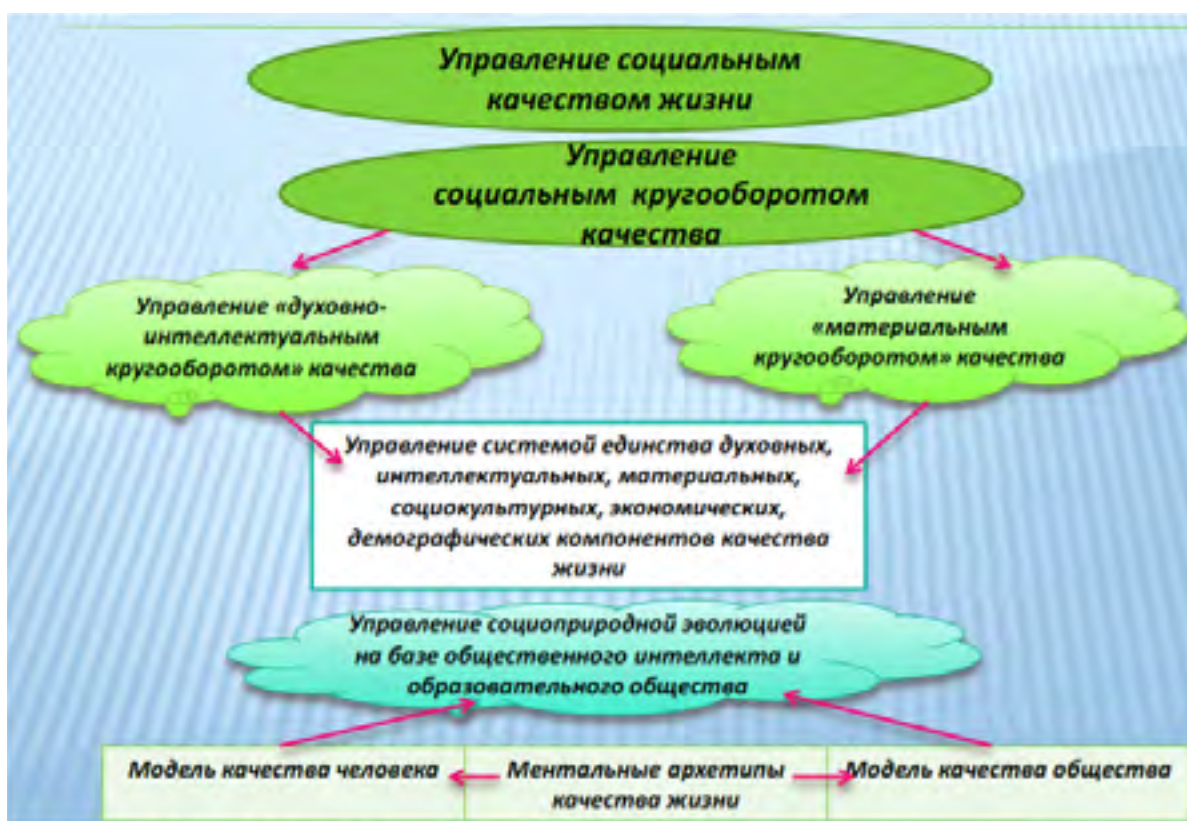 Управление социальным
качеством жизни
Управление
социальным кругооборотом
качества
Управление «духовно-
интеллектуальным
кругооборотом» качества
Управление
«материальным
кругооборотом» качества
Управление системой единства духовных,
интеллектуальных, материальных,
социокультурных, экономических,
демографических компонентов качества
жизни
Управление социоприродной эволюцией
на базе общественного интеллекта и
образовательного общества
Модель качества человека
Ментальные архетипы
качества жизни
Модель качества общества